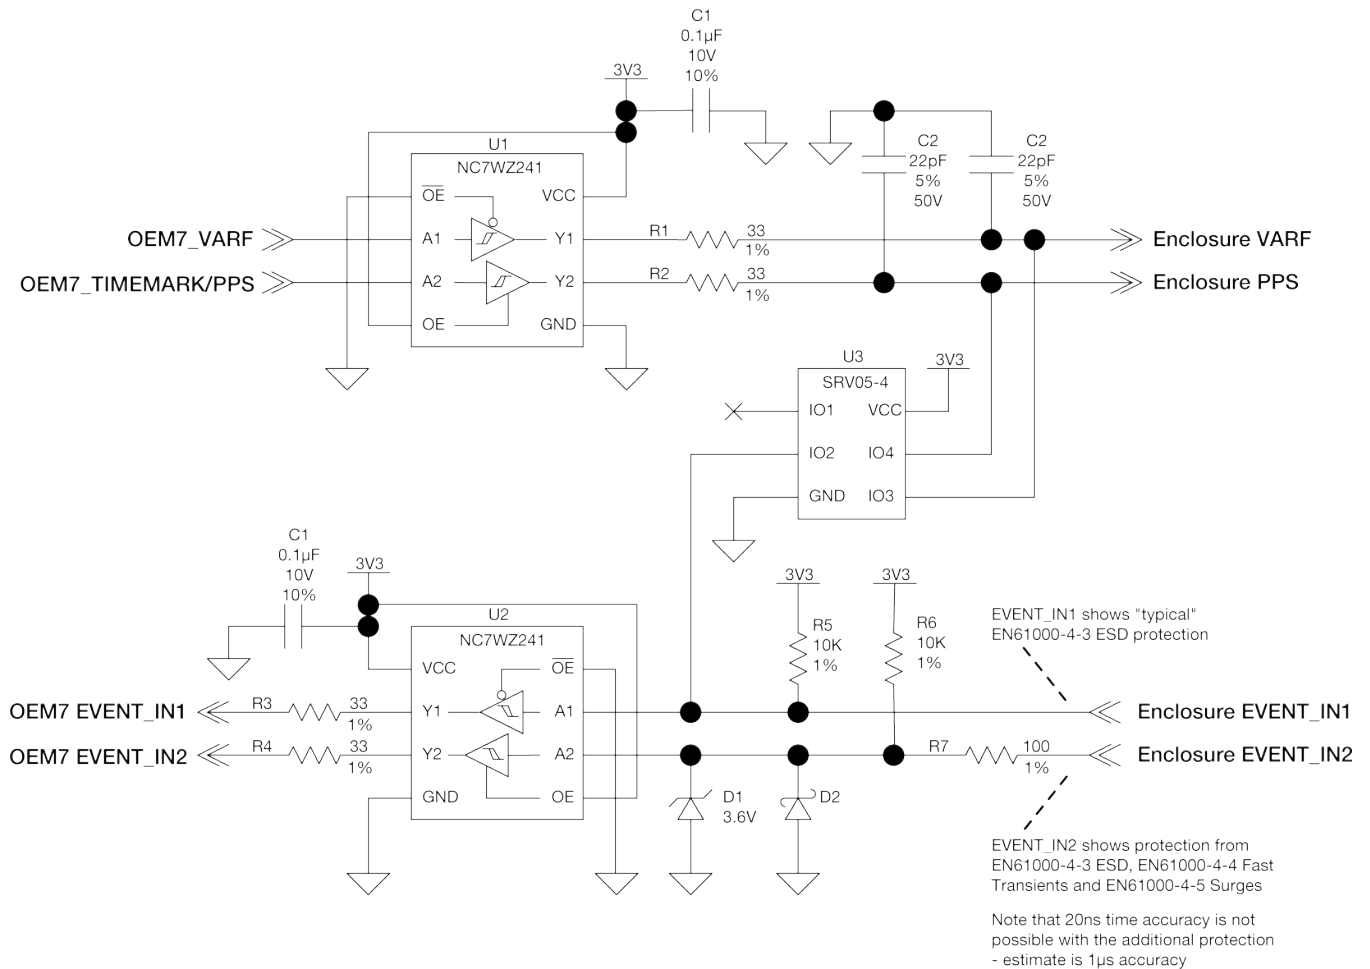 C1
0.1µF
10V
10%
3V3
U1
NC7WZ241
OE VCC
A1 Y1
A2 Y2
OE GND
OEM7_VARF
OEM7_TIMEMARK/PPS
R1 33
1%
R2 33
1%
C2
22pF
5%
50V
C2
22pF
5%
50V
Enclosure VARF
Enclosure PPS
U3
SRV05-4
3V3
IO1 VCC
IO2 IO4
GND IO3
C1
0.1µF
10V
10%
3V3
U2
NC7WZ241
VCC OE
Y1 A1
Y2 A2
GND OE
OEM7 EVENT_IN1
OEM7 EVENT_IN2
R3 33
1%
R4 33
1%
3V3
R5
10K
1%
3V3
R6
10K
1%
EVENT_IN1 shows "typical"
EN61000-4-3 ESD protection
Enclosure EVENT_IN1
R7 100
1%
Enclosure EVENT_IN2
D1
3.6V
D2
EVENT_IN2 shows protection from
EN61000-4-3 ESD, EN61000-4-4 Fast
Transients and EN61000-4-5 Surges
Note that 20ns time accuracy is not
possible with the additional protection
- estimate is 1µs accuracy